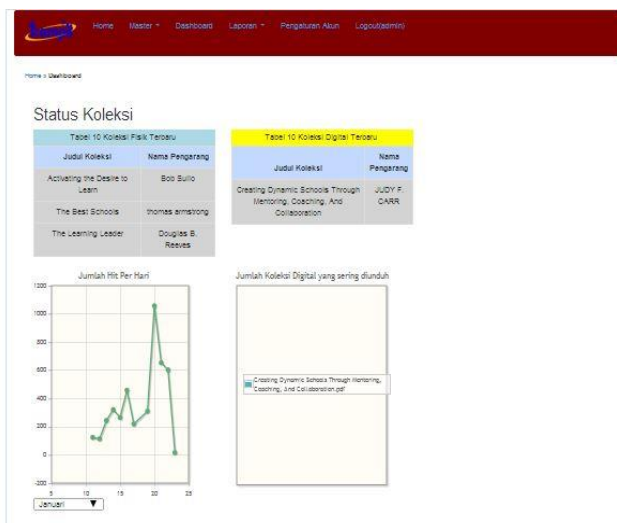 Home Master Dashboard Laporan Pengaturan Akun Logout(admin)
Home » Dashboard
Status Koleksi
Tabel 10 Koleksi Fisik Terbaru
Judul Koleksi Nama Pengarang
Activating the Desire to
Learn
Bob Sullo
The Best Schools thomas armstrong
The Learning Leader Douglas B.
Reeves
Tabel 10 Koleksi Digital Terbaru
Judul Koleksi Nama
Pengarang
Creating Dynamic Schools Through
Mentoring, Coaching, And
Collaboration
JUDY F.
CARR
Jumlah Hit Per Hari
1200
1000
800
600
400
200
0
-200
5 10 15 20 25
Januari
Jumlah Koleksi Digital yang sering diunduh
Creating Dynamic Schools Through Mentoring,
Coaching, And Collaboration.pdf